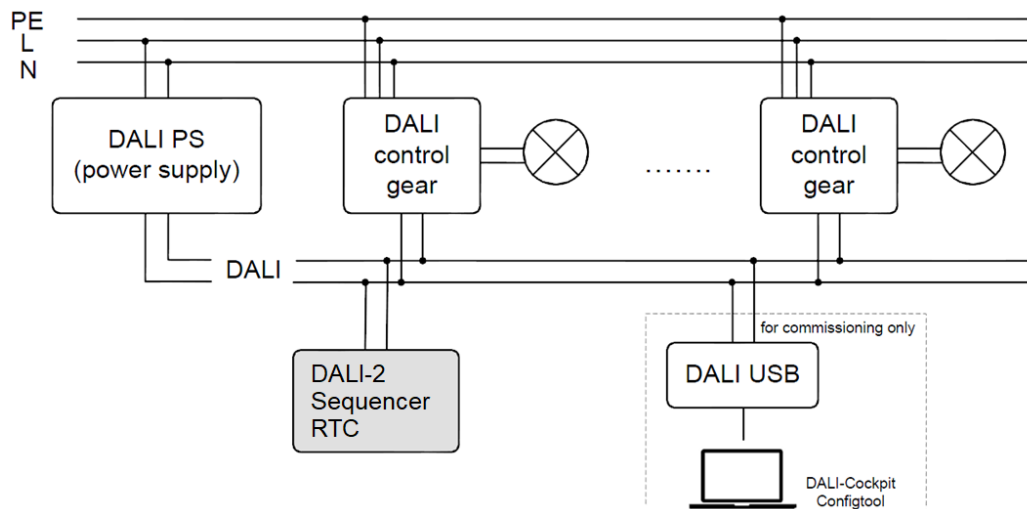 PE
L
N
DALI PS
(power supply)
DALI
control
gear
.......
DALI
control
gear
DALI
for commissioning only
DALI-2
Sequencer
RTC
DALI USB
DALI-Cockpit
Configtool